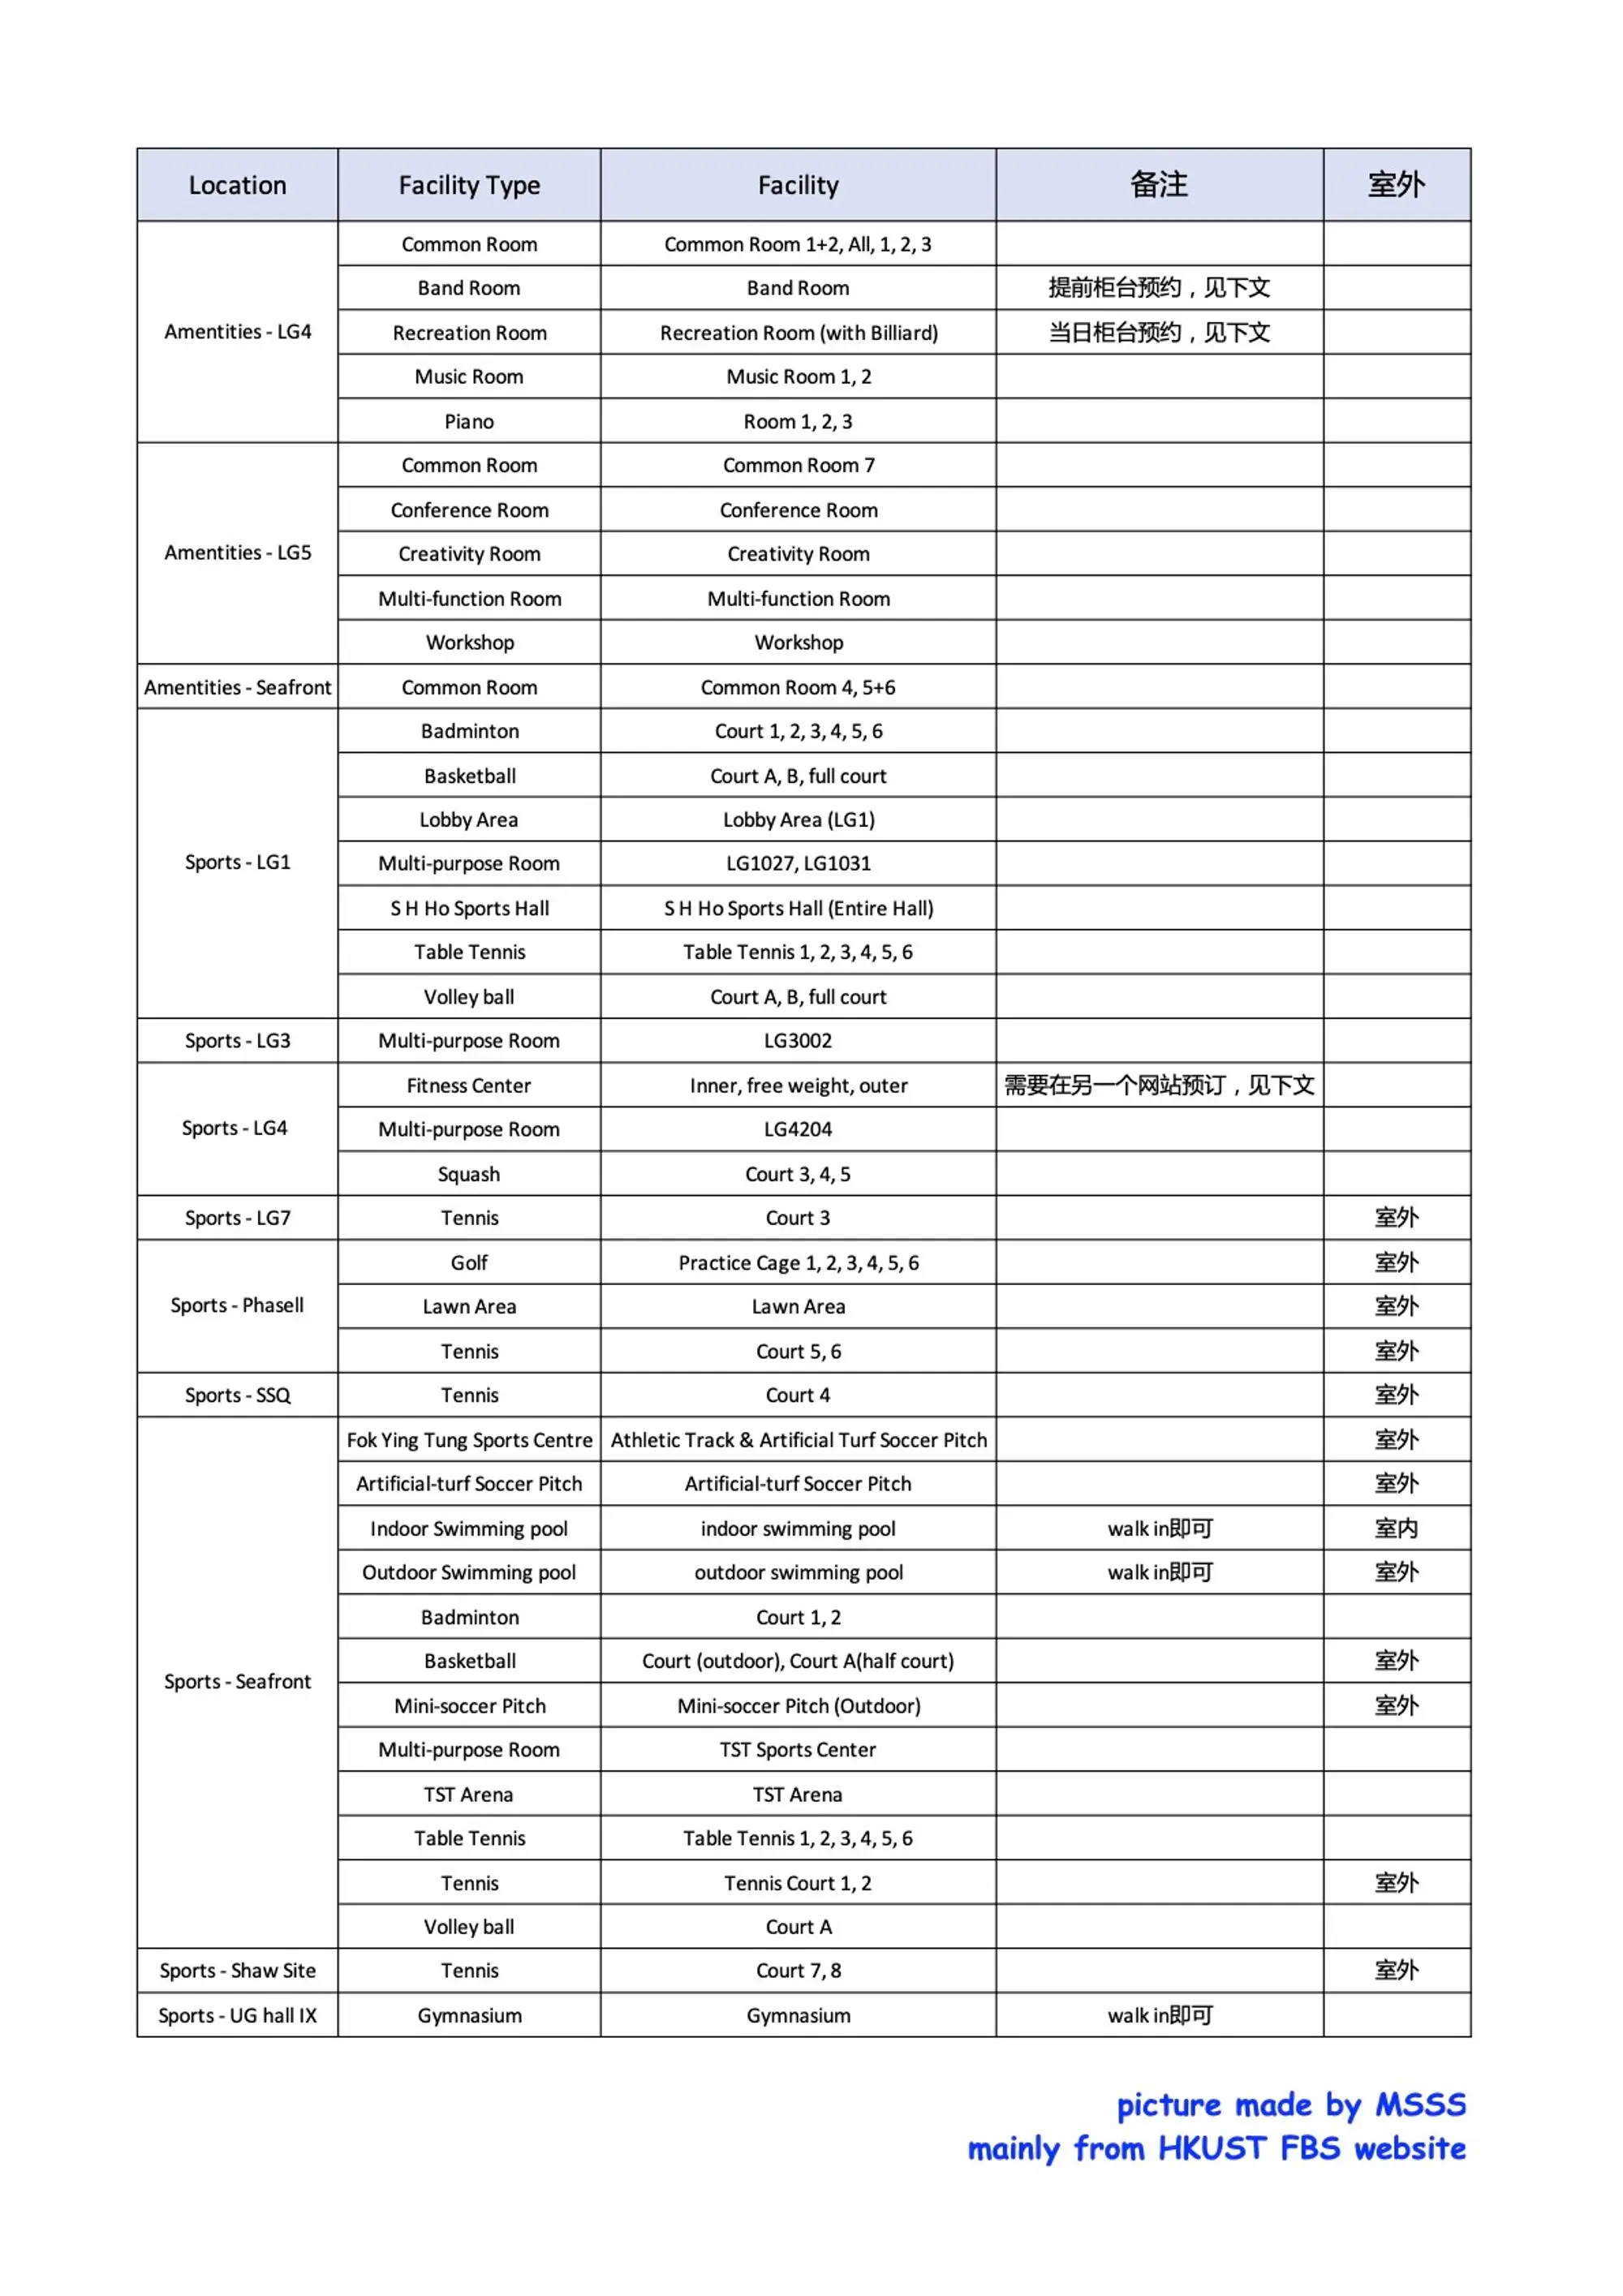 Location Facility Type Facility 备注 室外
Amentities - LG4
Common Room Common Room 1+2, All, 1, 2, 3
Band Room Band Room 提前柜台预约，见下文
Recreation Room Recreation Room (with Billiard) 当日柜台预约，见下文
Music Room Music Room 1, 2
Piano Room 1, 2, 3
Amentities - LG5
Common Room Common Room 7
Conference Room Conference Room
Creativity Room Creativity Room
Multi-function Room Multi-function Room
Workshop Workshop
Amentities - Seafront Common Room Common Room 4, 5+6
Sports - LG1
Badminton Court 1, 2, 3, 4, 5, 6
Basketball Court A, B, full court
Lobby Area Lobby Area (LG1)
Multi-purpose Room LG1027, LG1031
S H Ho Sports Hall S H Ho Sports Hall (Entire Hall)
Table Tennis Table Tennis 1, 2, 3, 4, 5, 6
Volley ball Court A, B, full court
Sports - LG3 Multi-purpose Room LG3002
Sports - LG4
Fitness Center Inner, free weight, outer 需要在另一个网站预订，见下文
Multi-purpose Room LG4204
Squash Court 3, 4, 5
Sports - LG7 Tennis Court 3 室外
Sports - PhaseII
Golf Practice Cage 1, 2, 3, 4, 5, 6 室外
Lawn Area Lawn Area 室外
Tennis Court 5, 6 室外
Sports - SSQ Tennis Court 4 室外
Sports - Seafront
Fok Ying Tung Sports Centre Athletic Track & Artificial Turf Soccer Pitch 室外
Artificial-turf Soccer Pitch Artificial-turf Soccer Pitch 室外
Indoor Swimming pool indoor swimming pool walk in即可 室内
Outdoor Swimming pool outdoor swimming pool walk in即可 室外
Badminton Court 1, 2
Basketball Court (outdoor), Court A(half court) 室外
Mini-soccer Pitch Mini-soccer Pitch (Outdoor) 室外
Multi-purpose Room TST Sports Center
TST Arena TST Arena
Table Tennis Table Tennis 1, 2, 3, 4, 5, 6
Tennis Tennis Court 1, 2 室外
Volley ball Court A
Sports - Shaw Site Tennis Court 7, 8 室外
Sports - UG hall IX Gymnasium Gymnasium walk in即可
picture made by MSSS
mainly from HKUST FBS website